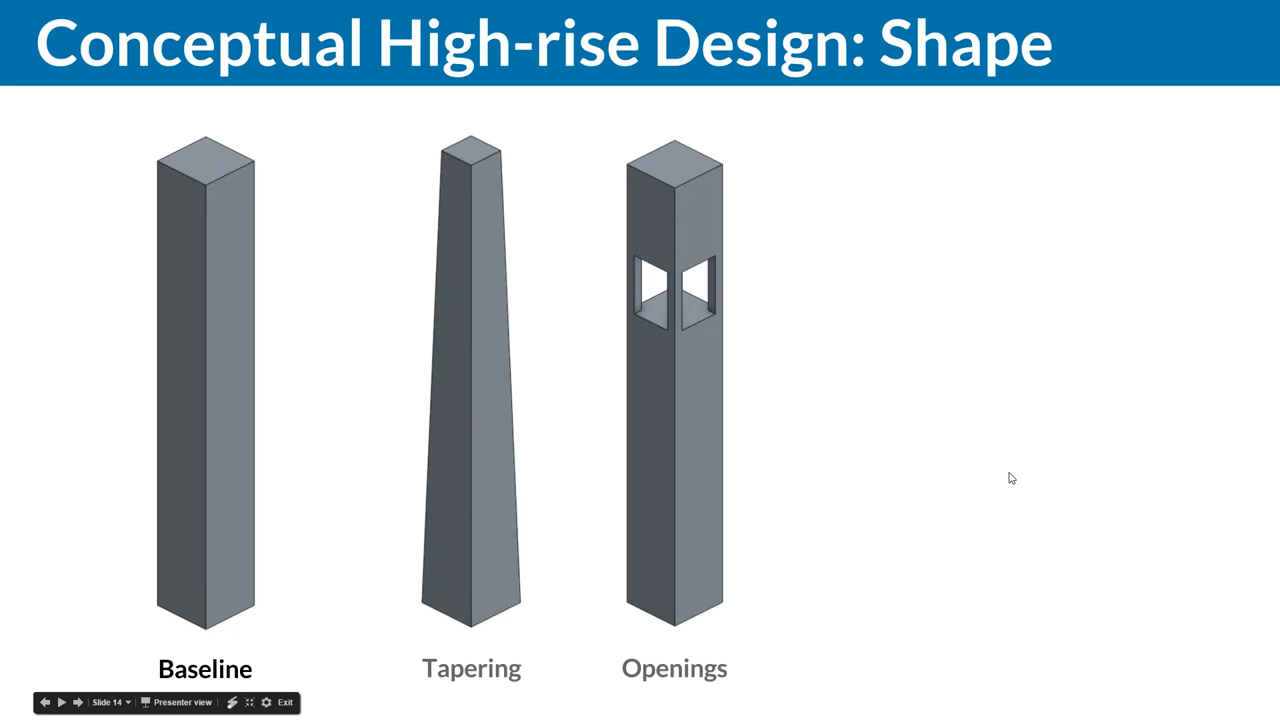 Conceptual High-rise Design: Shape
Baseline
Tapering
Openings
Slide 14
Presenter view
Exit